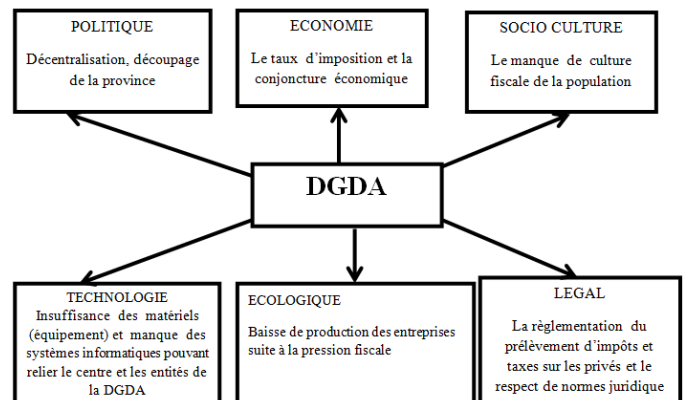 POLITIQUE
Décentralisation, découpage
de la province
ECONOMIE
Le taux d'imposition et la
conjoncture économique
SOCIO CULTURE
Le manque de culture
fiscale de la population
DGDA
TECHNOLOGIE
Insuffisance des matériels
(équipement) et manque des
systèmes informatiques pouvant
relier le centre et les entités de
la DGDA
ECOLOGIQUE
Baisse de production des entreprises
suite à la pression fiscale
LEGAL
La règlementation du
prélèvement d'impôts et
taxes sur les privés et le
respect de normes juridique